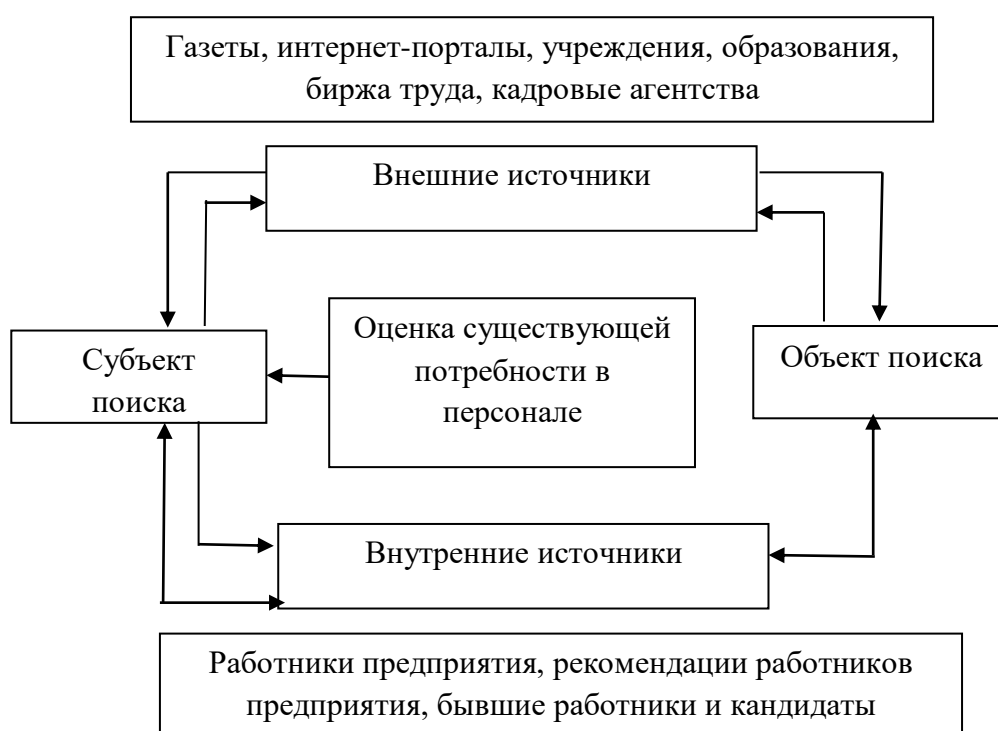 Газеты, интернет-порталы, учреждения, образования,
биржа труда, кадровые агентства
Внешние источники
Субъект
поиска
Оценка существующей
потребности в
персонале
Объект поиска
Внутренние источники
Работники предприятия, рекомендации работников
предприятия, бывшие работники и кандидаты